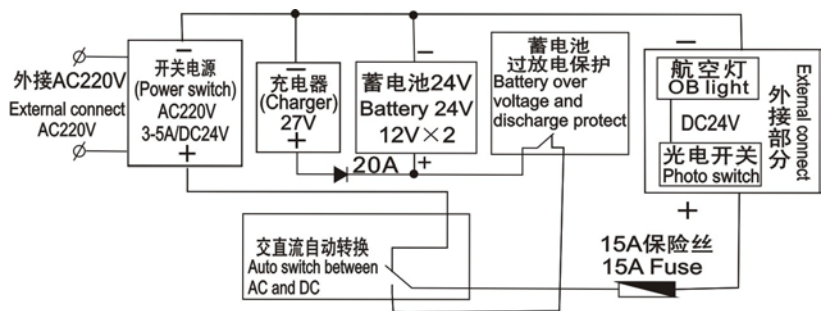 外接AC220V
External connect
AC220V
−
开关电源
(Power switch)
AC220V
3-5A/DC24V
+
−
充电器
(Charger)
27V
+
20A
−
蓄电池24V
Battery 24V
12V×2
+
蓄电池
过放电保护
Battery over
voltage and
discharge protect
−
航空灯
OB light
DC24V
光电开关
Photo switch
+
External connect
外接部分
交直流自动转换
Auto switch between
AC and DC
15A保险丝
15A Fuse